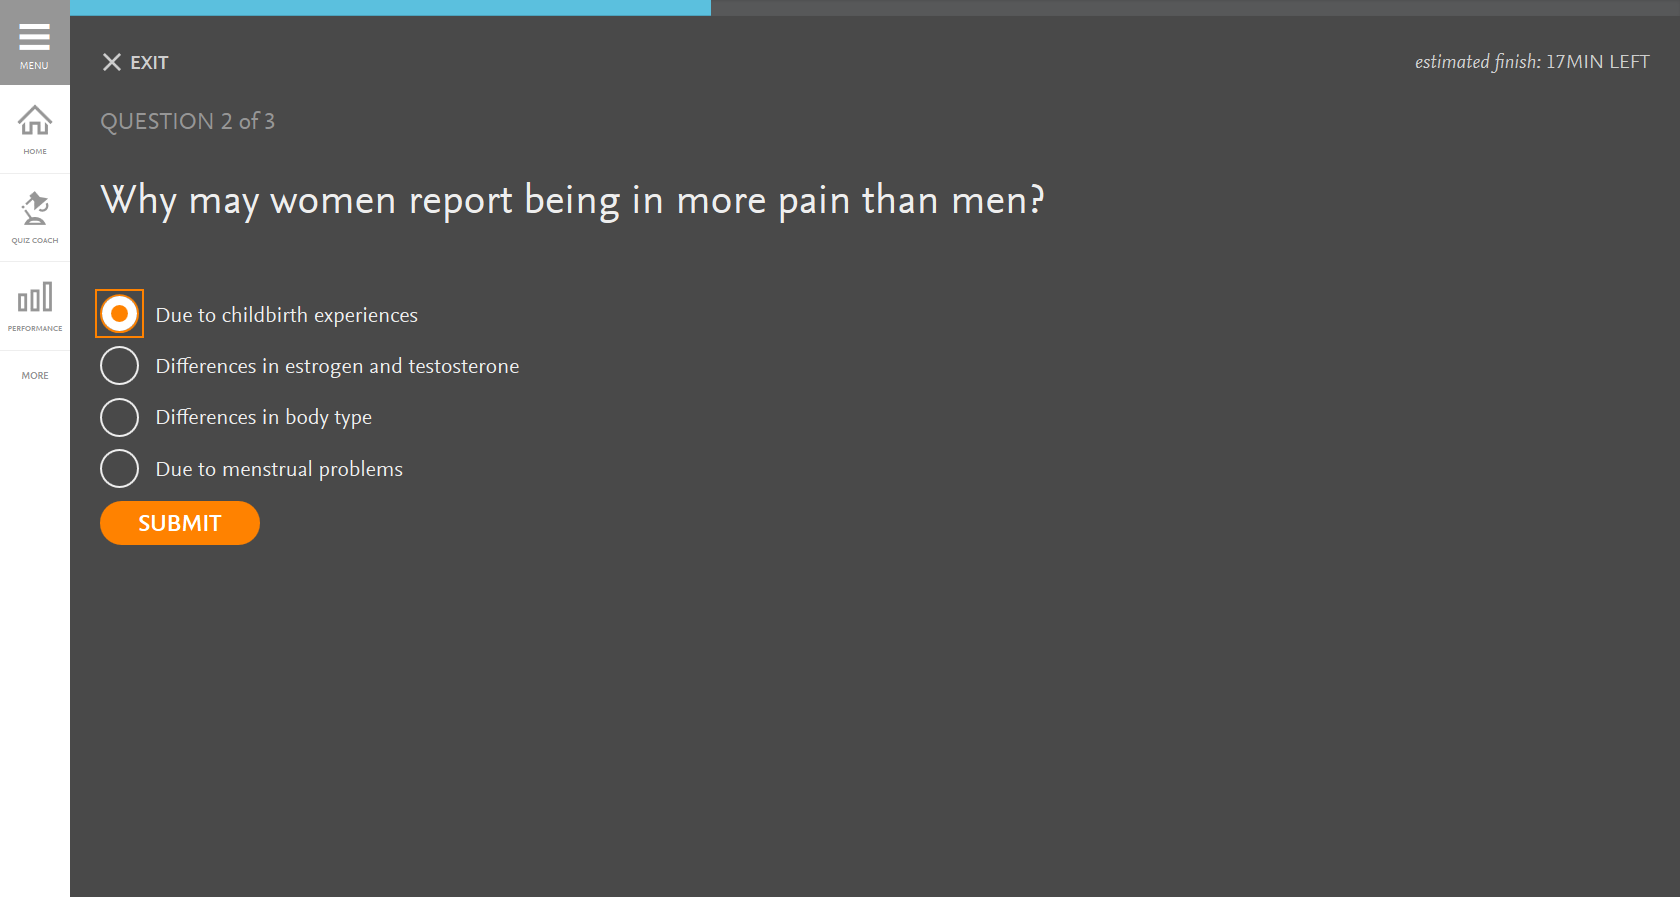 MENU
HOME
QUIZ COACH
PERFORMANCE
MORE
EXIT
estimated finish: 17MIN LEFT
QUESTION 2 of 3
Why may women report being in more pain than men?
Due to childbirth experiences
Differences in estrogen and testosterone
Differences in body type
Due to menstrual problems
SUBMIT